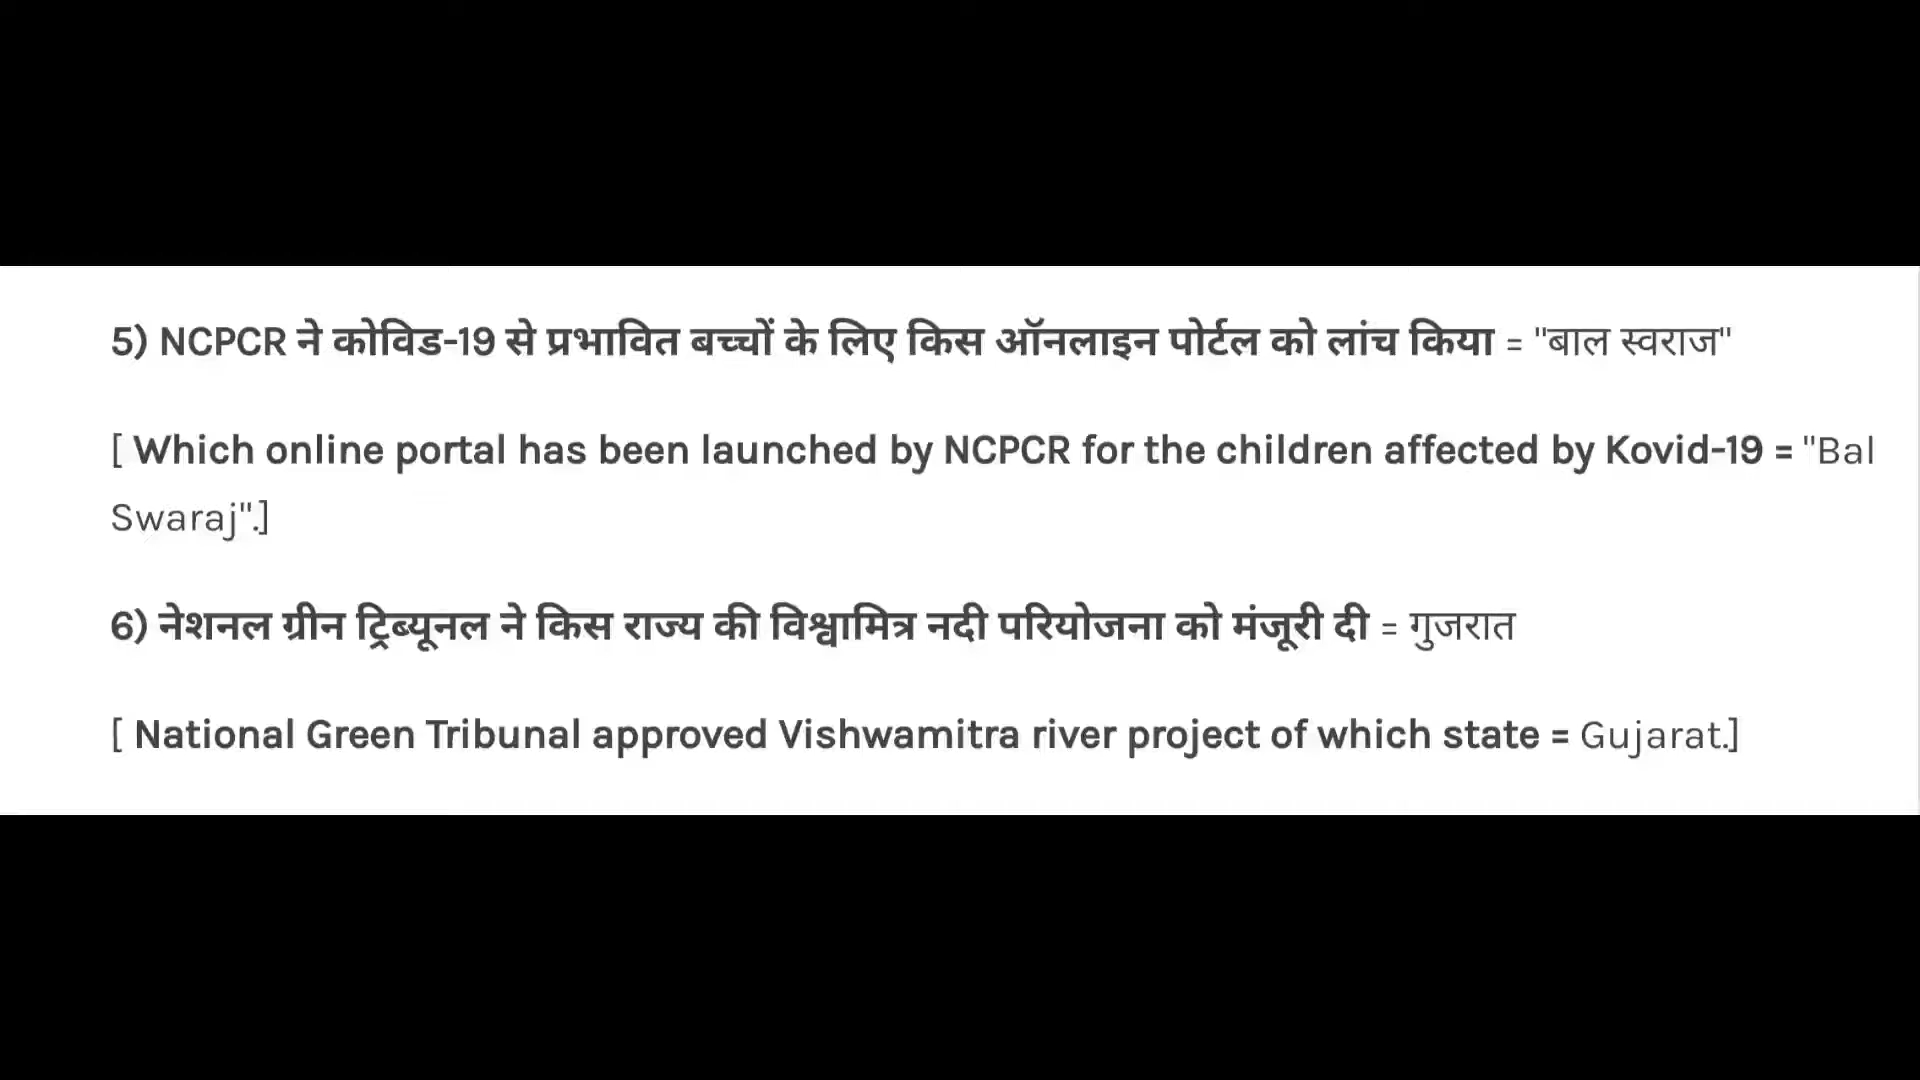 5) NCPCR ने कोविड-19 से प्रभावित बच्चों के लिए किस ऑनलाइन पोर्टल को लांच किया = "बाल स्वराज"
[ Which online portal has been launched by NCPCR for the children affected by Kovid-19 = "Bal
Swaraj".]
6) नेशनल ग्रीन ट्रिब्यूनल ने किस राज्य की विश्वामित्र नदी परियोजना को मंजूरी दी = गुजरात
[ National Green Tribunal approved Vishwamitra river project of which state = Gujarat.]